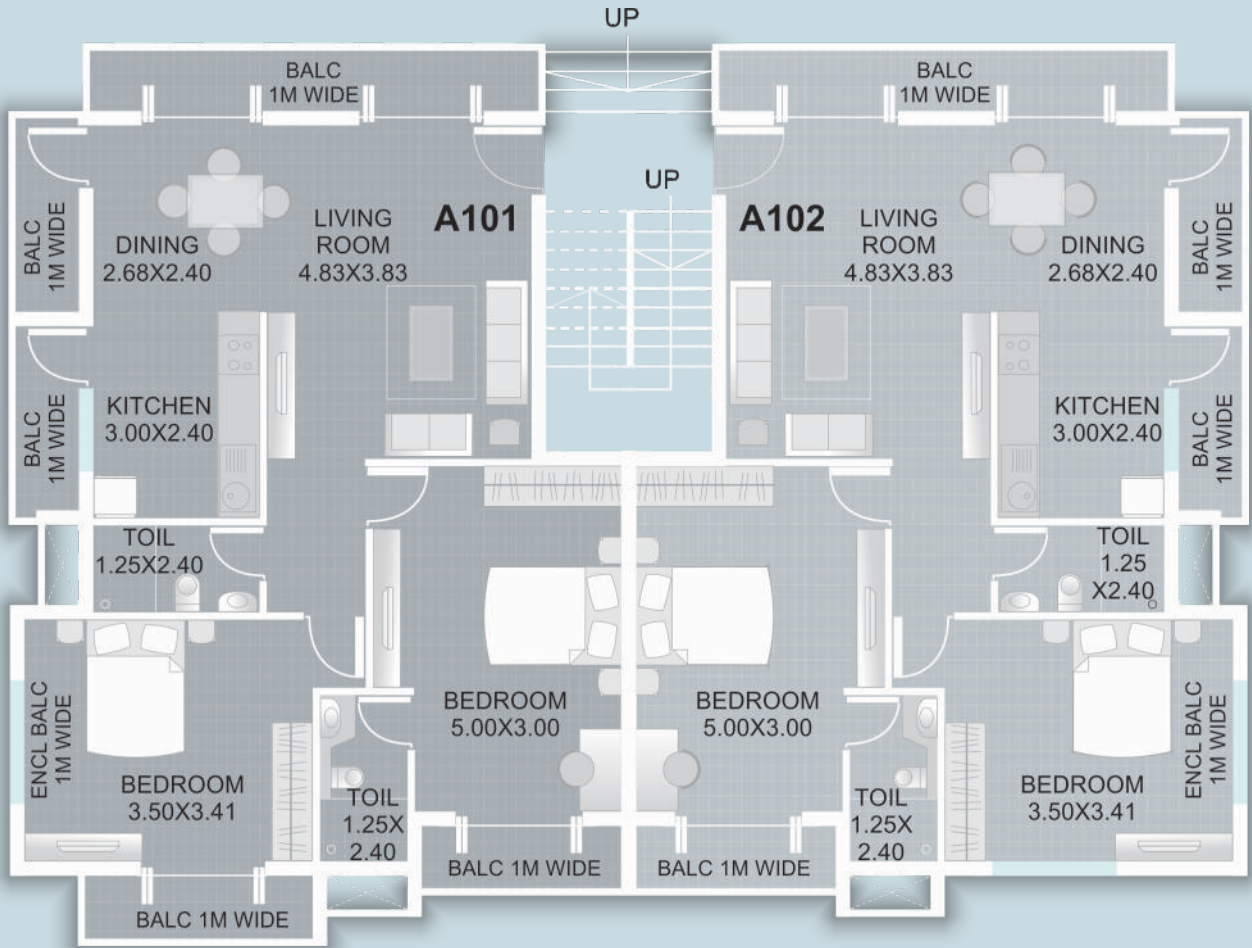 UP
BALC
1M WIDE
BALC
1M WIDE
UP
A101
A102
BALC
1M WIDE
DINING
2.68X2.40
LIVING
ROOM
4.83X3.83
LIVING
ROOM
4.83X3.83
DINING
2.68X2.40
BALC
1M WIDE
BALC
1M WIDE
KITCHEN
3.00X2.40
KITCHEN
3.00X2.40
BALC
1M WIDE
TOIL
1.25X2.40
TOIL
1.25
X2.40
ENCL BALC
1M WIDE
BEDROOM
3.50X3.41
BEDROOM
5.00X3.00
BEDROOM
5.00X3.00
BEDROOM
3.50X3.41
ENCL BALC
1M WIDE
TOIL
1.25X
2.40
TOIL
1.25X
2.40
BALC 1M WIDE
BALC 1M WIDE
BALC 1M WIDE